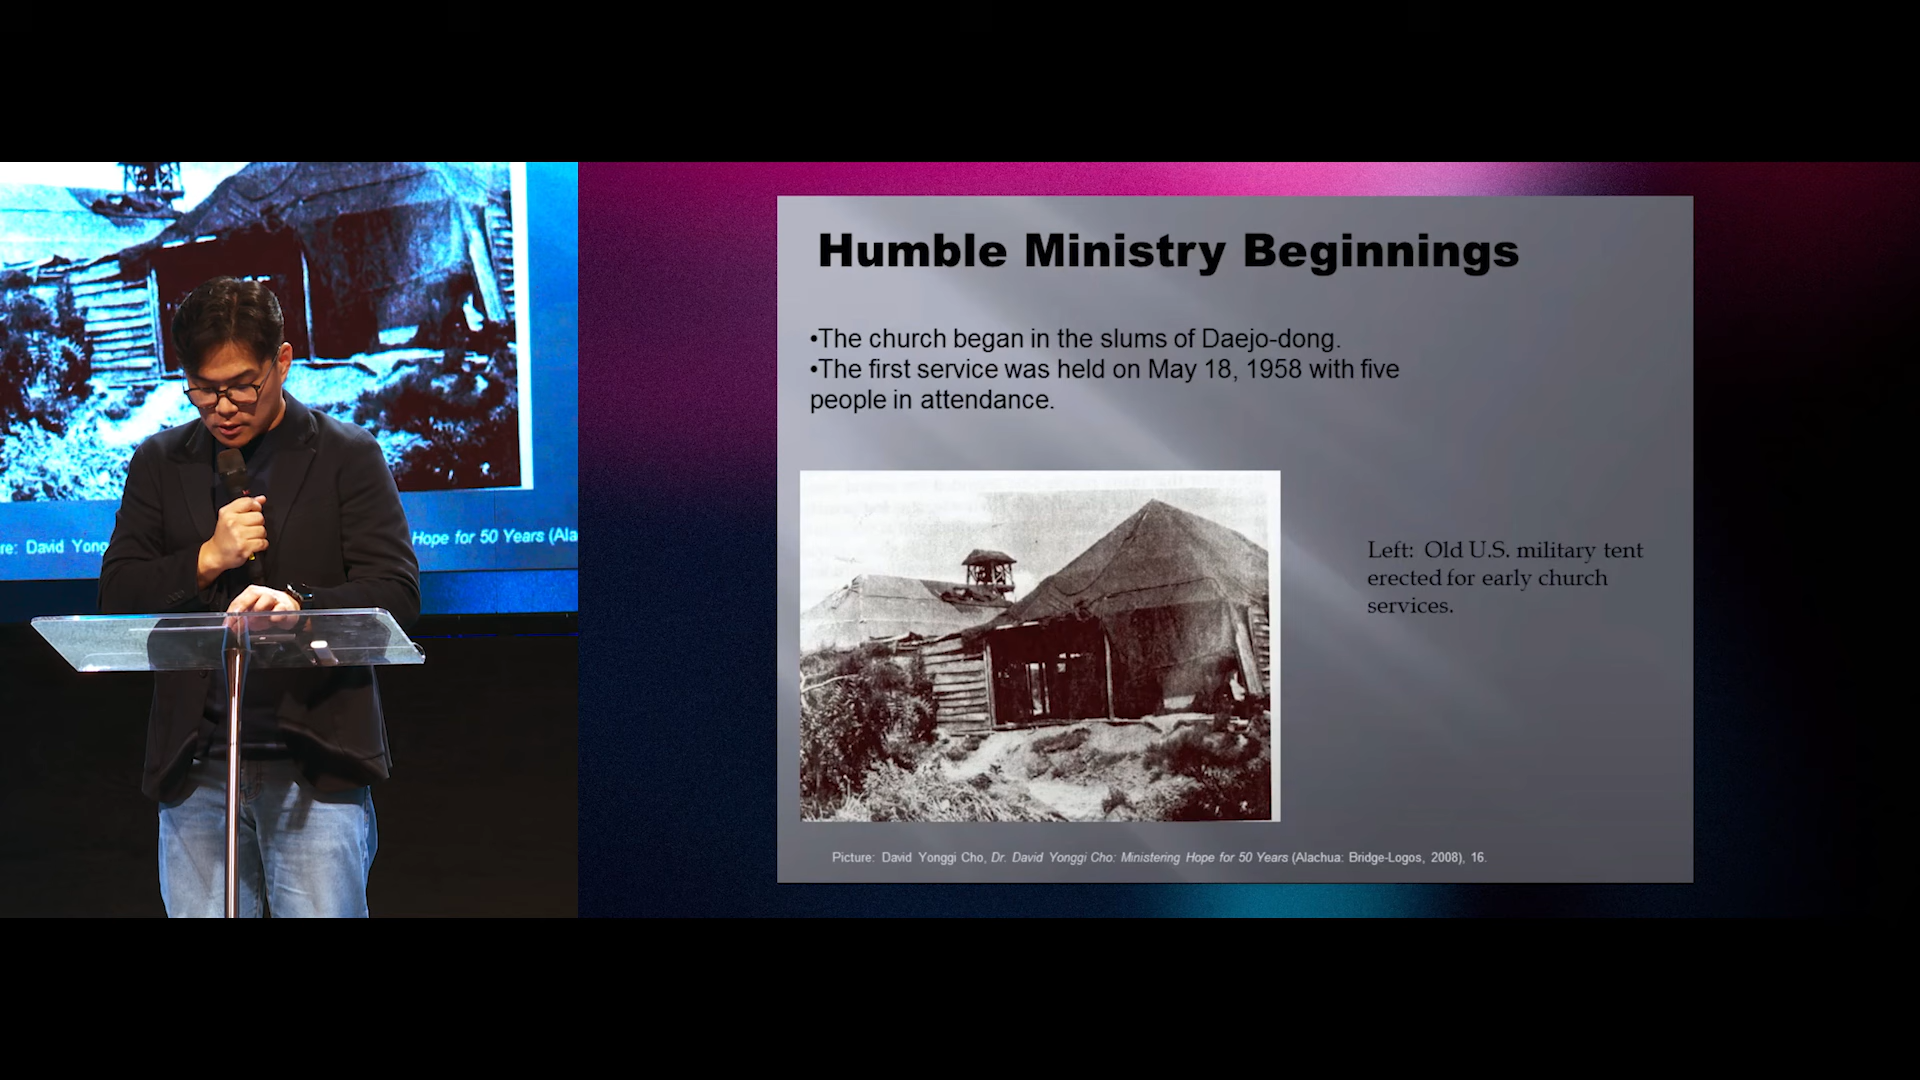 re: David Yong
Hope for 50 Years (Ala
Humble Ministry Beginnings
•The church began in the slums of Daejo-dong.
•The first service was held on May 18, 1958 with five
people in attendance.
Left: Old U.S. military tent
erected for early church
services.
Picture: David Yonggi Cho, Dr. David Yonggi Cho: Ministering Hope for 50 Years (Alachua: Bridge-Logos, 2008), 16.